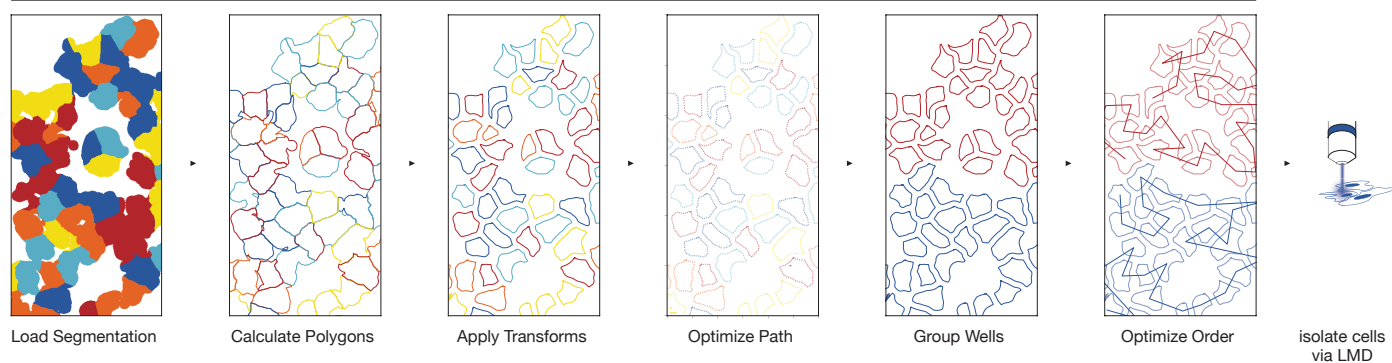 Load Segmentation
Calculate Polygons
Apply Transforms
Optimize Path
Group Wells
Optimize Order
isolate cells
via LMD